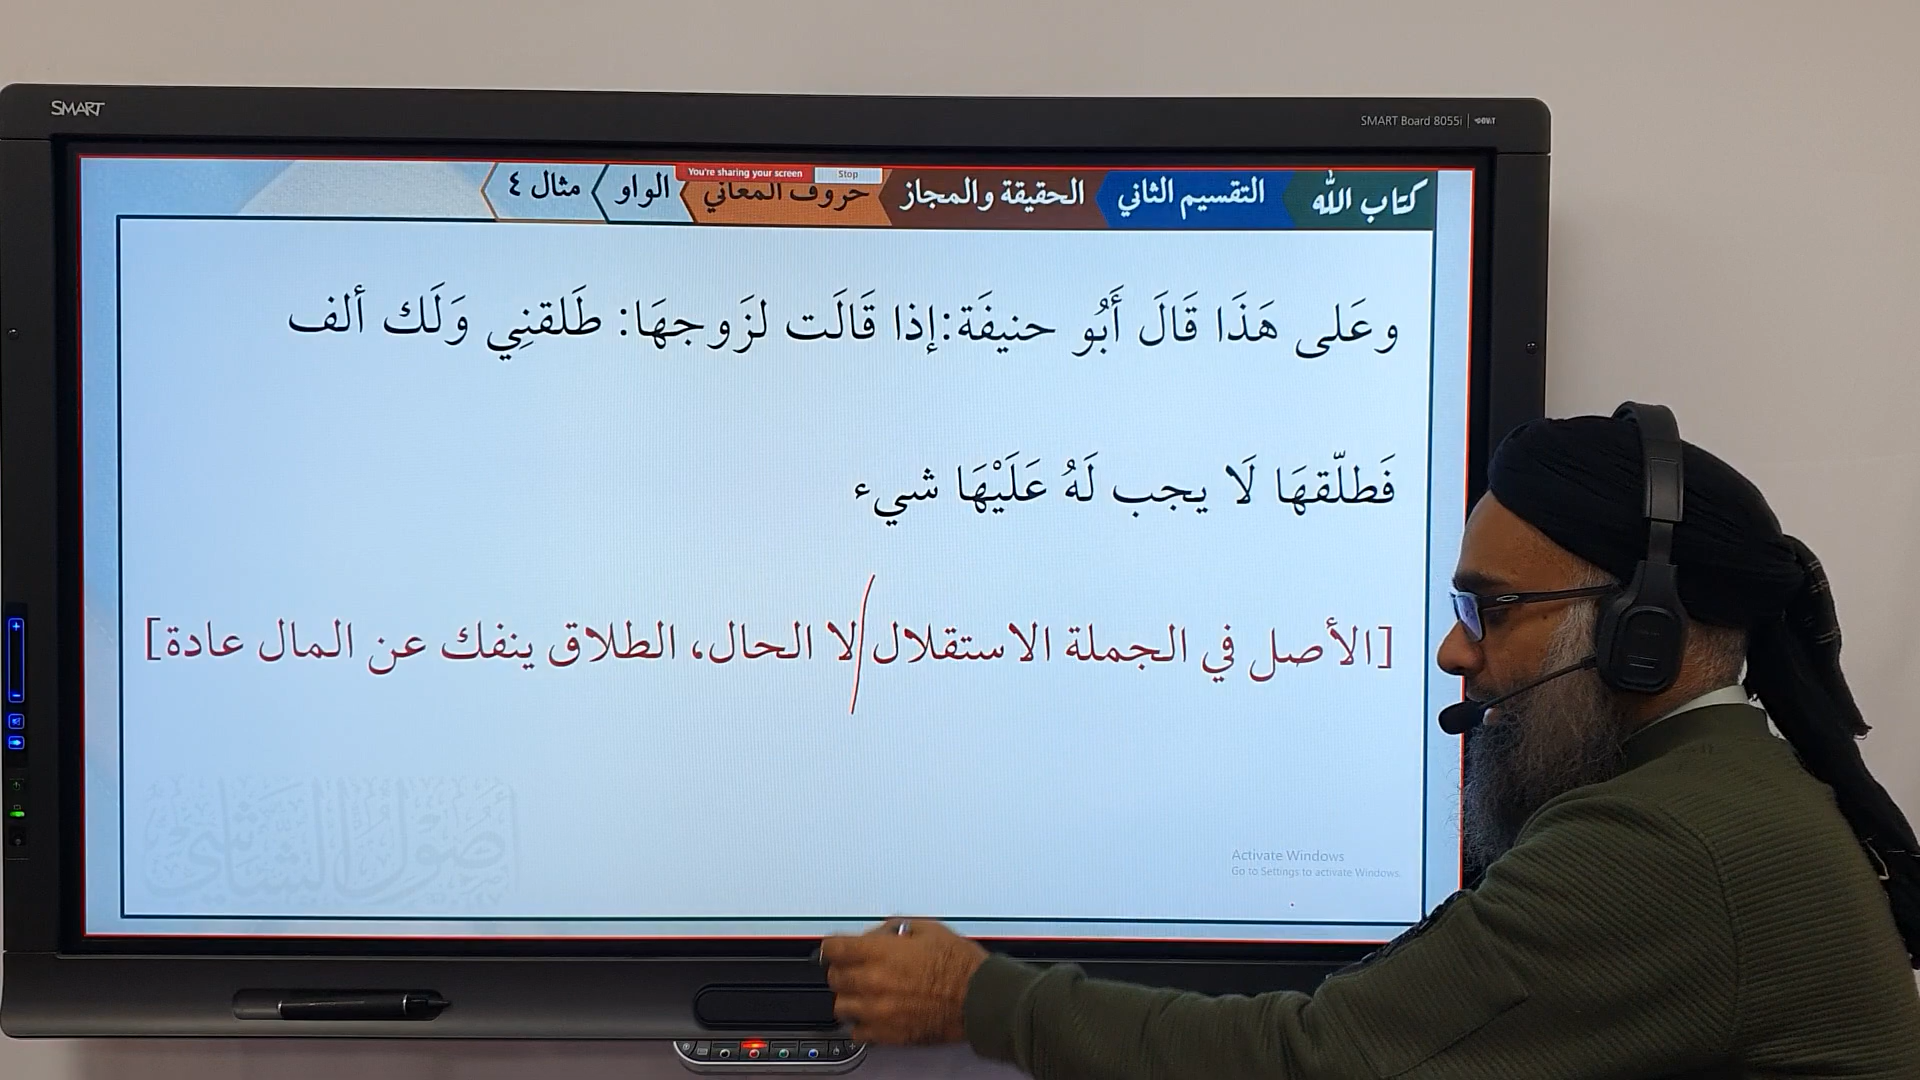 SMART
SMART Board 8055i
You're sharing your screen Stop
كتاب الله التقسيم الثاني الحقيقة والمجاز حروف المعاني الواو مثال ٤
وعَلى هَذَا قَالَ أَبُو حنيفَة:إذا قَالَت لزَوجهَا: طَلقنِي وَلَك ألف
فَطلّقهَا لَا يجب لَهُ عَلَيْهَا شيء
[الأصل في الجملة الاستقلال لا الحال، الطلاق ينفك عن المال عادة]
أصول الشاشي
Activate Windows
Go to Settings to activate Windows.